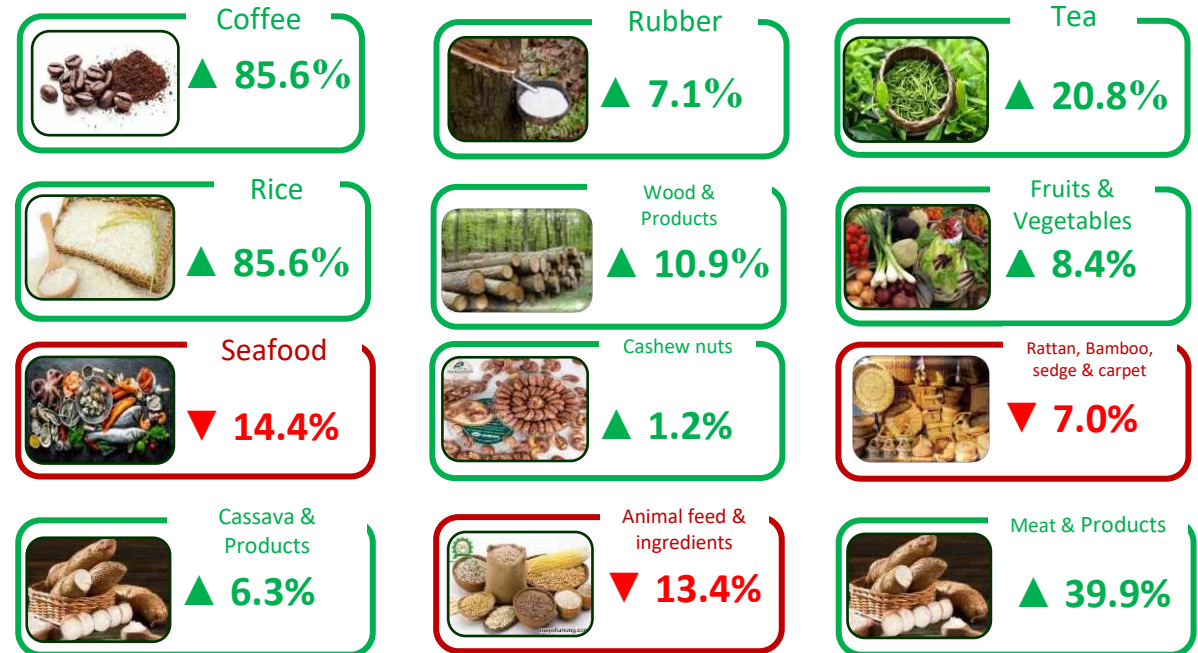 Coffee
▲ 85.6%
Rubber
▲ 7.1%
Tea
▲ 20.8%
Rice
▲ 85.6%
Wood &
Products
▲ 10.9%
Fruits &
Vegetables
▲ 8.4%
Seafood
▼ 14.4%
Cashew nuts
▲ 1.2%
Rattan, Bamboo,
sedge & carpet
▼ 7.0%
Cassava &
Products
▲ 6.3%
Animal feed &
ingredients
▼ 13.4%
Meat & Products
▲ 39.9%